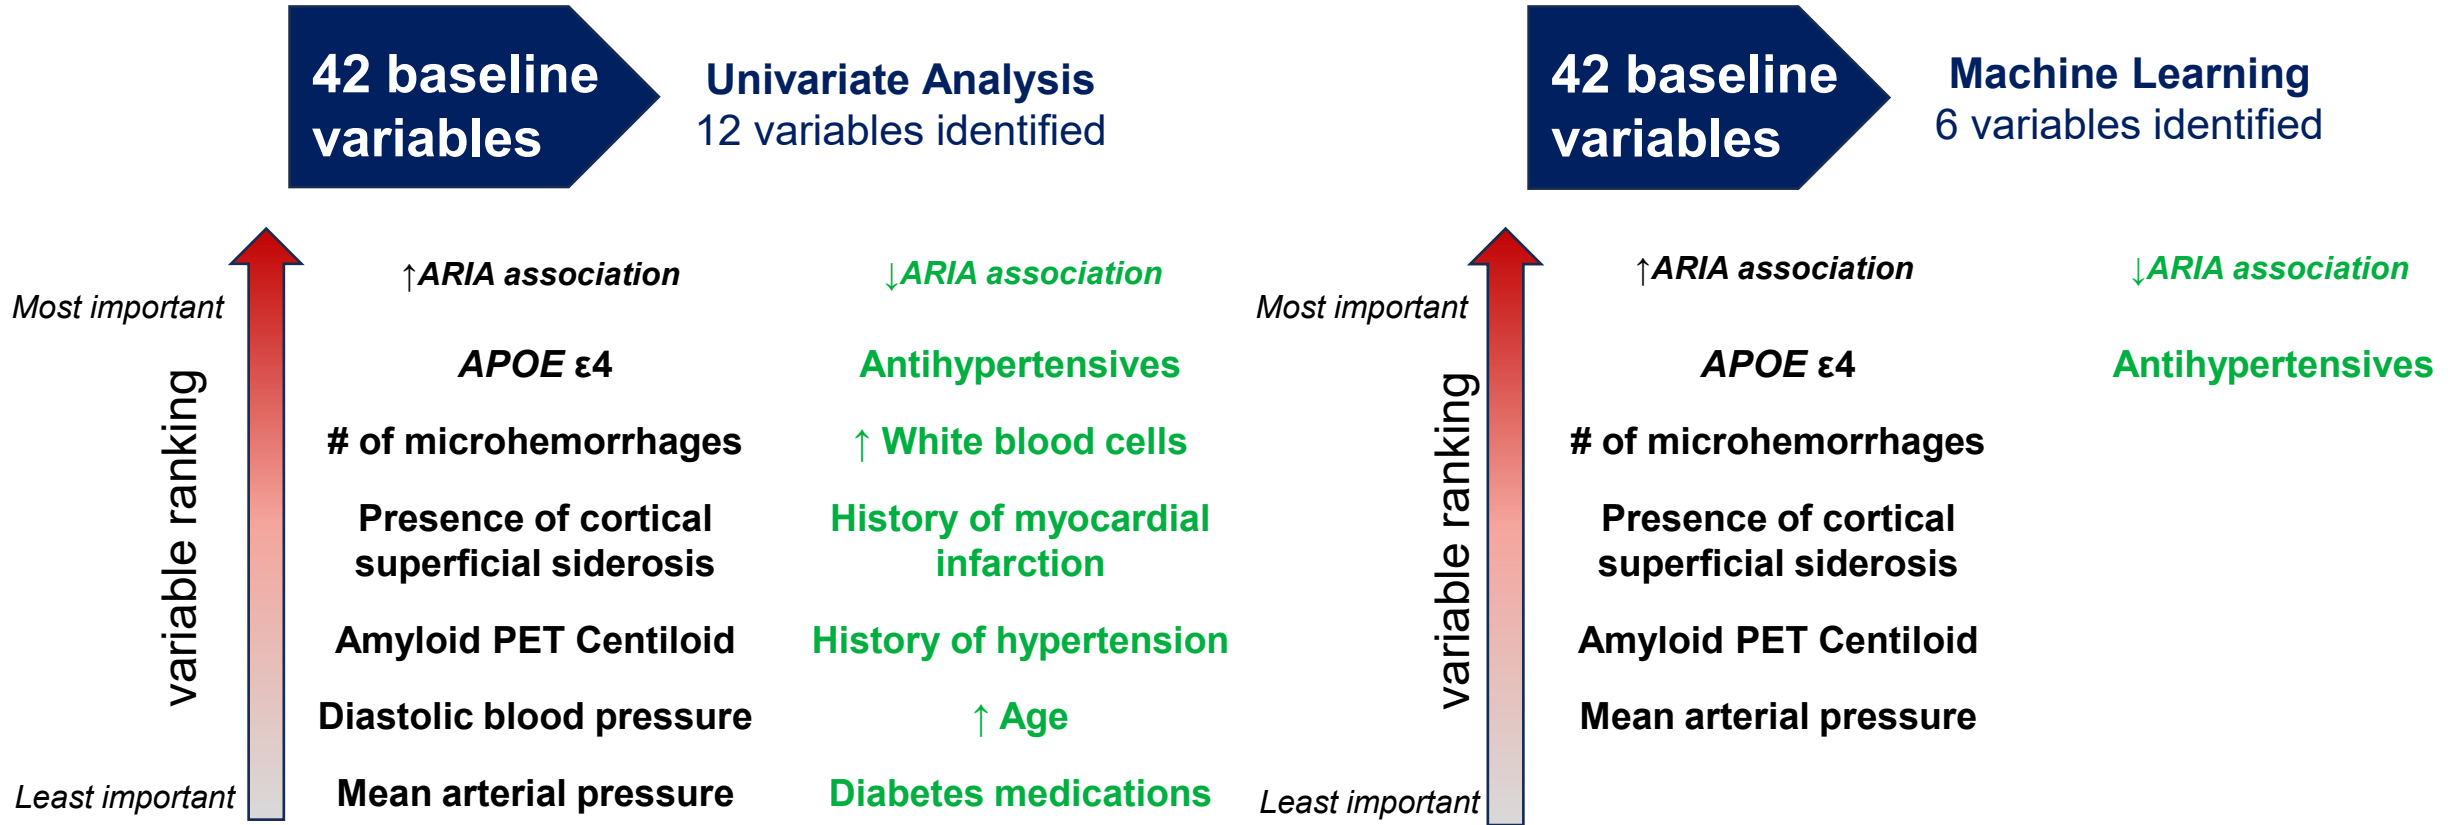 42 baseline
variables
Univariate Analysis
12 variables identified
Most important
variable ranking
Least important
↑ARIA association
APOE ε4
# of microhemorrhages
Presence of cortical
superficial siderosis
Amyloid PET Centiloid
Diastolic blood pressure
Mean arterial pressure
↓ARIA association
Antihypertensives
↑ White blood cells
History of myocardial
infarction
History of hypertension
↑ Age
Diabetes medications
42 baseline
variables
Machine Learning
6 variables identified
Most important
variable ranking
Least important
↑ARIA association
APOE ε4
# of microhemorrhages
Presence of cortical
superficial siderosis
Amyloid PET Centiloid
Mean arterial pressure
↓ARIA association
Antihypertensives